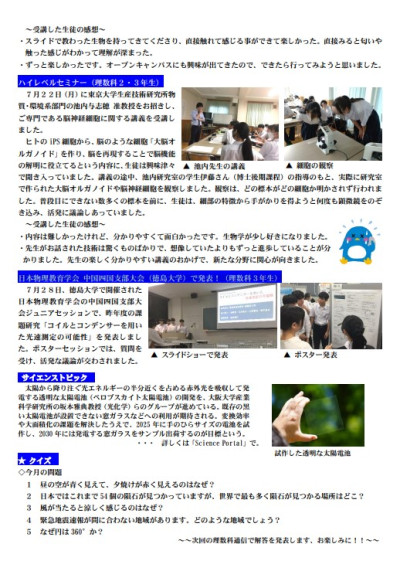 ～受講した生徒の感想～
・スライドで教わった生物を持ってきてくださり、直接触れて感じる事ができて楽しかった。直接みると匂いや
触った感じがわかって理解が深まった。
・ずっと楽しかったです。オープンキャンパスにも興味が出てきたので、できたら行ってみようと思いました。
ハイレベルセミナー（理数科２・３年生）
７月２２日（月）に東京大学生産技術研究所物
質・環境系部門の池内与志穂 准教授をお招きし、
ご専門である脳神経細胞に関する講義を受講し
ました。
ヒトの iPS 細胞から、脳のような細胞「大脳オ
ルガノイド」を作り、脳を再現することで脳機能
の解明に役立てるという内容に、生徒は興味津々
で聞き入っていました。講義の途中、池内研究室の学生伊藤さん（博士後期課程）の指導のもと、実際に研究室
で作られた大脳オルガノイドや脳神経細胞を観察しました。観察は、どの標本がどの細胞か明かされず行われま
した。普段目にできない数多くの標本を前に、生徒は、細部の特徴から手がかりを得ようと何度も顕微鏡をのぞ
き込み、活発に議論しあっていました。
▲ 池内先生の講義
▲ 細胞の観察
～受講した生徒の感想～
・内容は難しかったけれど、分かりやすくて面白かったです。生物学が少し好きになりました。
・先生がお話された技術は驚くものばかりで、想像していたよりもずっと進歩していることが分
かりました。先生の楽しく分かりやすい講義のおかげで、新たな分野に関心が向きました。
日本物理教育学会 中国四国支部大会（徳島大学）で発表！（理数科３年生）
７月２８日、徳島大学で開催された
日本物理教育学会の中国四国支部大
会ジュニアセッションで、昨年度の課
題研究「コイルとコンデンサーを用い
た光速測定の可能性」を発表しまし
た。ポスターセッションでは、質問を
受け、活発な議論が交わされました。
▲ スライドショーで発表
▲ ポスター発表
サイエンストピック
太陽から降り注ぐ光エネルギーの半分近くを占める赤外光を吸収して発
電する透明な太陽電池（ペロブスカイト太陽電池）の開発を、大阪大学産業
科学研究所の坂本雅典教授（光化学）らのグループが進めている。既存の黒
い太陽電池が設置できない窓ガラスなどへの利用が期待される。変換効率
や大面積化の課題を解決したうえで、2025 年に手のひらサイズの電池を試
作し、2030 年には発電する窓ガラスをサンプル出荷するのが目標という。
・・・ 詳しくは「Science Portal」で。
試作した透明な太陽電池
★ クイズ
◇今月の問題
１ 昼の空が青く見えて、夕焼けが赤く見えるのはなぜ？
２ 日本ではこれまで 54 個の隕石が見つかっていますが、世界で最も多く隕石が見つかる場所はどこ？
３ 風が当たると涼しく感じるのはなぜ？
４ 緊急地震速報が間に合わない地域があります。どのような地域でしょう？
５ なぜ円は 360° か？
～～次回の理数科通信で解答を発表します。お楽しみに！！～～